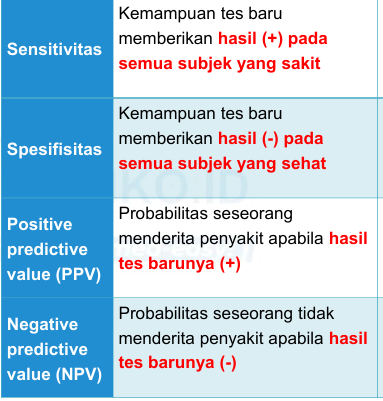 Sensitivitas
Kemampuan tes baru
memberikan hasil (+) pada
semua subjek yang sakit
Spesifisitas
Kemampuan tes baru
memberikan hasil (-) pada
semua subjek yang sehat
KO.ID
Positive
predictive
value (PPV)
Probabilitas seseorang
menderita penyakit apabila hasil
tes barunya (+)
Negative
predictive
value (NPV)
Probabilitas seseorang tidak
menderita penyakit apabila hasil
tes barunya (-)